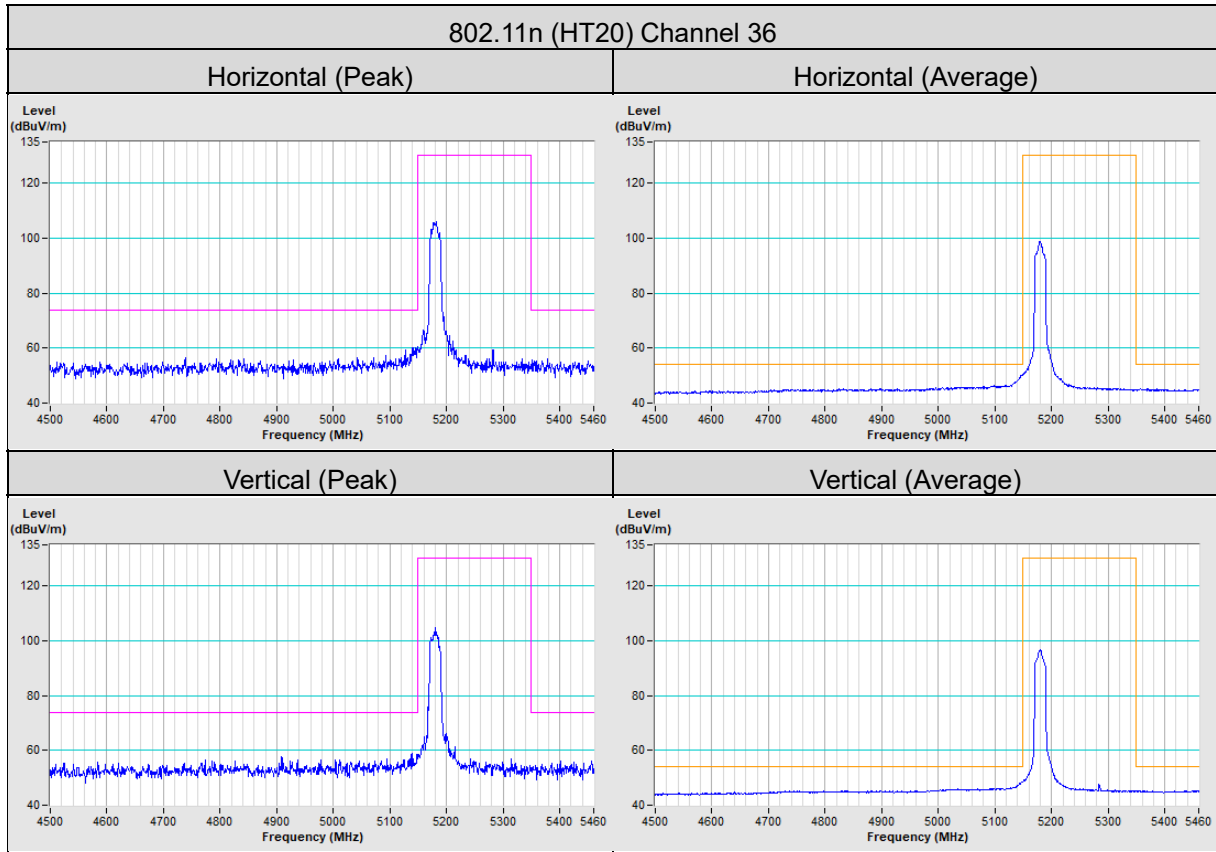 802.11n (HT20) Channel 36
Horizontal (Peak)
Horizontal (Average)
Level
(dBuV/m)
135
120
100
80
60
40
4500 4600 4700 4800 4900 5000 5100 5200 5300 5400 5460
Frequency (MHz)
Level
(dBuV/m)
135
120
100
80
60
40
4500 4600 4700 4800 4900 5000 5100 5200 5300 5400 5460
Frequency (MHz)
Vertical (Peak)
Vertical (Average)
Level
(dBuV/m)
135
120
100
80
60
40
4500 4600 4700 4800 4900 5000 5100 5200 5300 5400 5460
Frequency (MHz)
Level
(dBuV/m)
135
120
100
80
60
40
4500 4600 4700 4800 4900 5000 5100 5200 5300 5400 5460
Frequency (MHz)